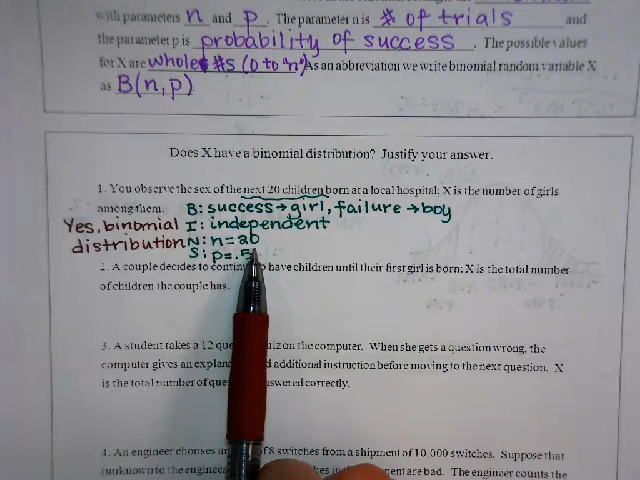 with parameters n and p. The parameter n is # of trials and
the parameter p is probability of success. The possible values
for X are whole #s (0 to "n") As an abbreviation we write binomial random variable X
as B(n,p)
Does X have a binomial distribution? Justify your answer.
1. You observe the sex of the next 20 children born at a local hospital; X is the number of girls
among them. B: success → girl, failure → boy
Yes, binomial I: independent
distribution N: n=20
S: p=.5
2. A couple decides to continue to have children until their first girl is born; X is the total number
of children the couple has.
3. A student takes a 12 on the computer. When she gets a question wrong, the
computer gives an additional instruction before moving to the next question. X
is the total number of answered correctly.
4. An engineer chooses an of 8 switches from a shipment of 10,000 switches. Suppose that
(unknown to the in the are bad. The engineer counts the